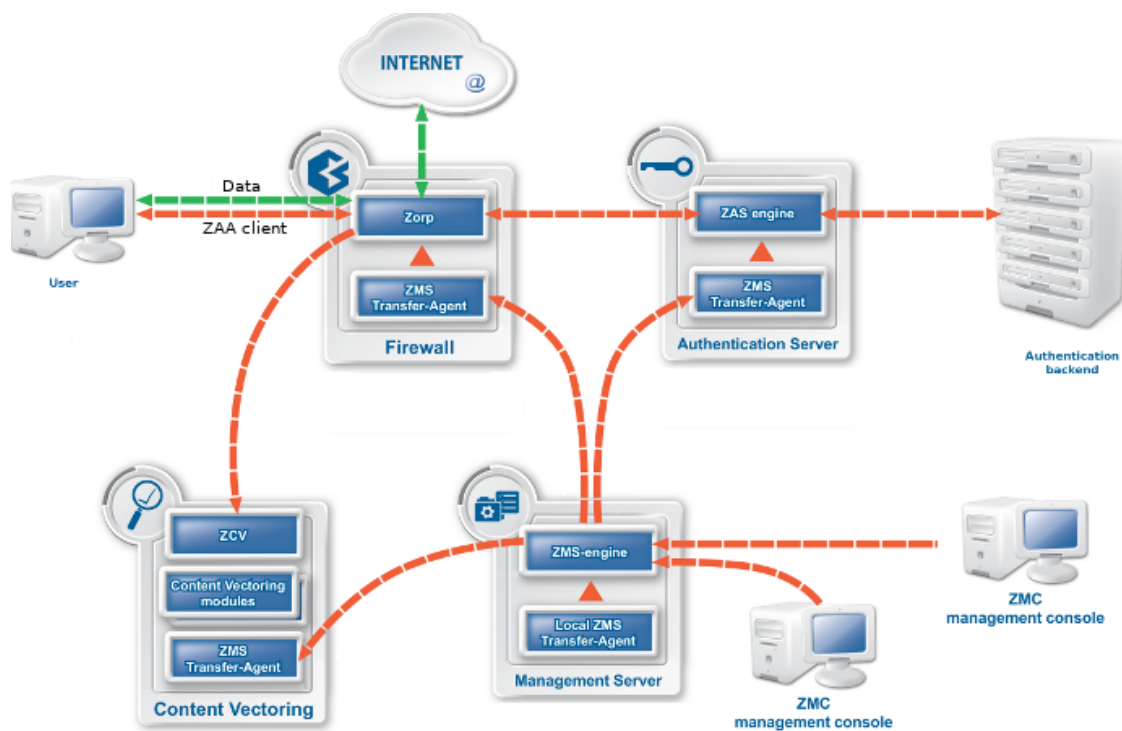 INTERNET
@
Data
ZAA client
User
Zorp
ZMS
Transfer-Agent
Firewall
ZAS engine
ZMS
Transfer-Agent
Authentication Server
Authentication
backend
ZCV
Content Vectoring
modules
ZMS
Transfer-Agent
Content Vectoring
ZMS-engine
Local ZMS
Transfer-Agent
Management Server
ZMC
management console
ZMC
management console